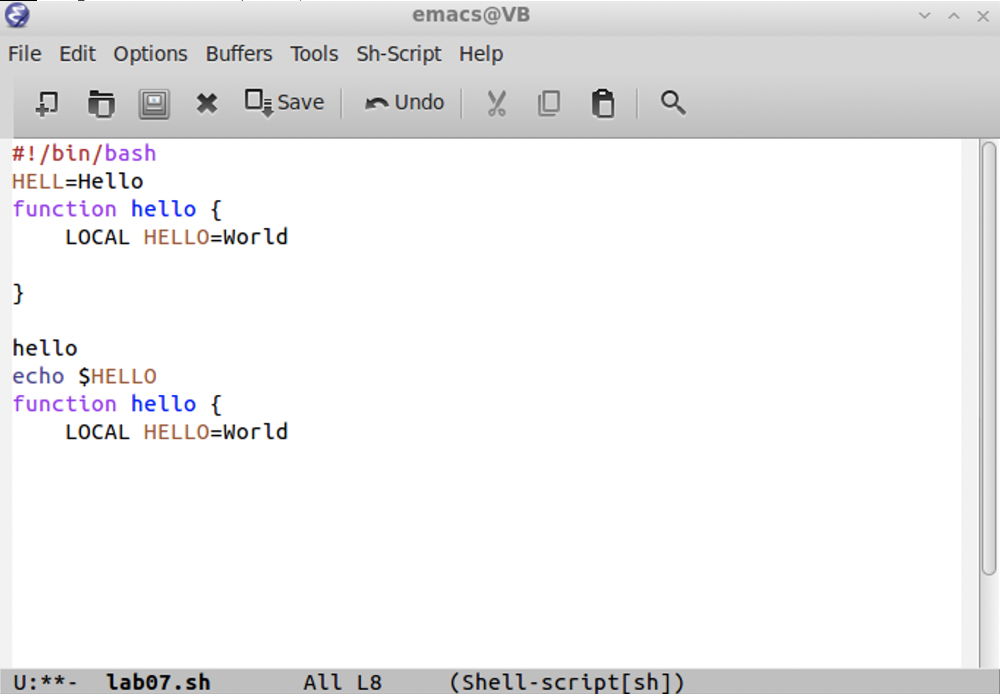 emacs@VB
File Edit Options Buffers Tools Sh-Script Help
Save Undo
#!/bin/bash
HELL=Hello
function hello {
    LOCAL HELLO=World
}
hello
echo $HELLO
function hello {
    LOCAL HELLO=World
U:**-  lab07.sh       All L8     (Shell-script[sh])